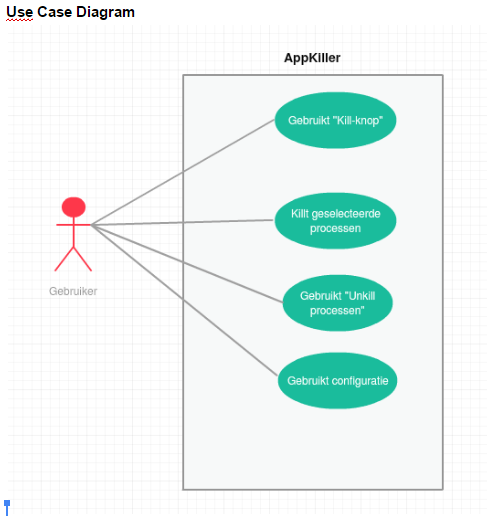 Use Case Diagram
AppKiller
Gebruikt "Kill-knop"
Killt geselecteerde
processen
Gebruiker
Gebruikt "Unkill
processen"
Gebruikt configuratie